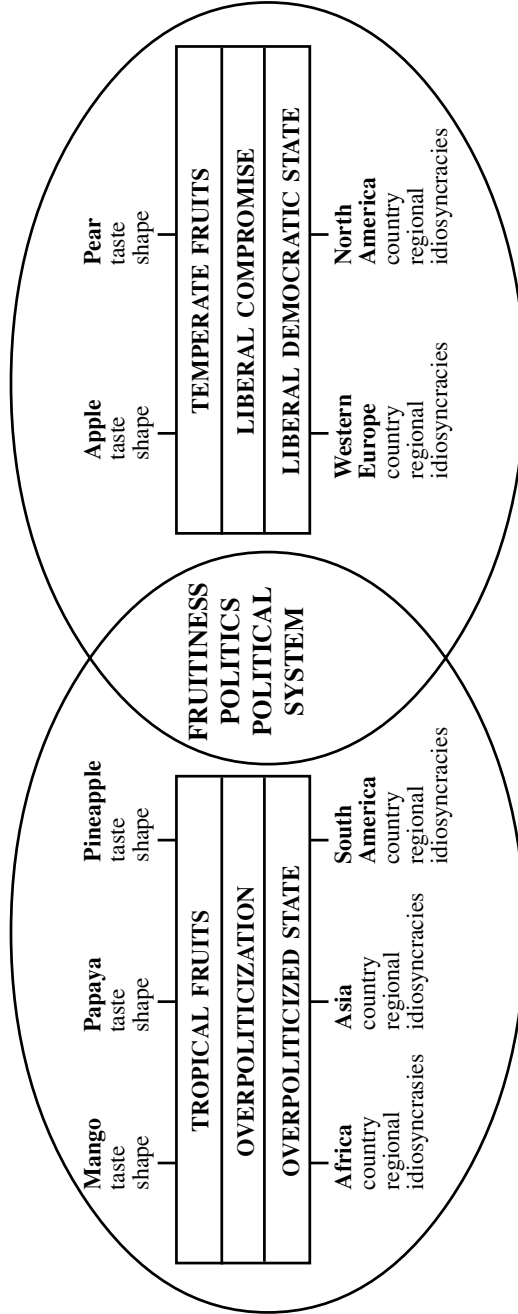 Mango
taste
shape
Papaya
taste
shape
Pineapple
taste
shape
TROPICAL FRUITS
OVERPOLITICIZATION
OVERPOLITICIZED STATE
Africa
country
regional
idiosyncrasies
Asia
country
regional
idiosyncracies
South
America
country
regional
idiosyncracies
FRUITINESS
POLITICS
POLITICAL
SYSTEM
Apple
taste
shape
Pear
taste
shape
TEMPERATE FRUITS
LIBERAL COMPROMISE
LIBERAL DEMOCRATIC STATE
Western
Europe
country
regional
idiosyncracies
North
America
country
regional
idiosyncracies